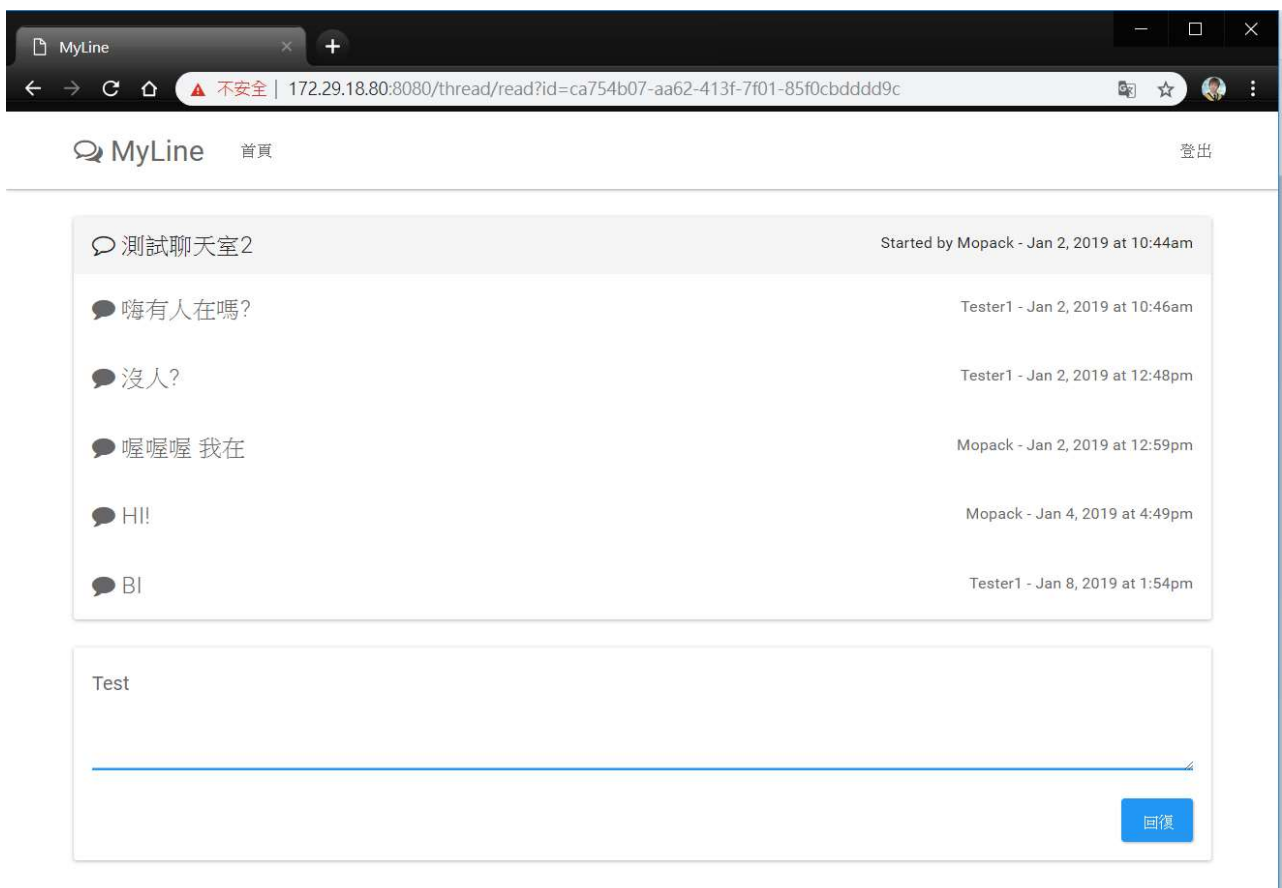 MyLine
不安全 | 172.29.18.80:8080/thread/read?id=ca754b07-aa62-413f-7f01-85f0cbdddd9c
MyLine 首頁 登出
測試聊天室2 Started by Mopack - Jan 2, 2019 at 10:44am
嗨有人在嗎? Tester1 - Jan 2, 2019 at 10:46am
沒人? Tester1 - Jan 2, 2019 at 12:48pm
喔喔喔 我在 Mopack - Jan 2, 2019 at 12:59pm
HI! Mopack - Jan 4, 2019 at 4:49pm
BI Tester1 - Jan 8, 2019 at 1:54pm
Test
回復